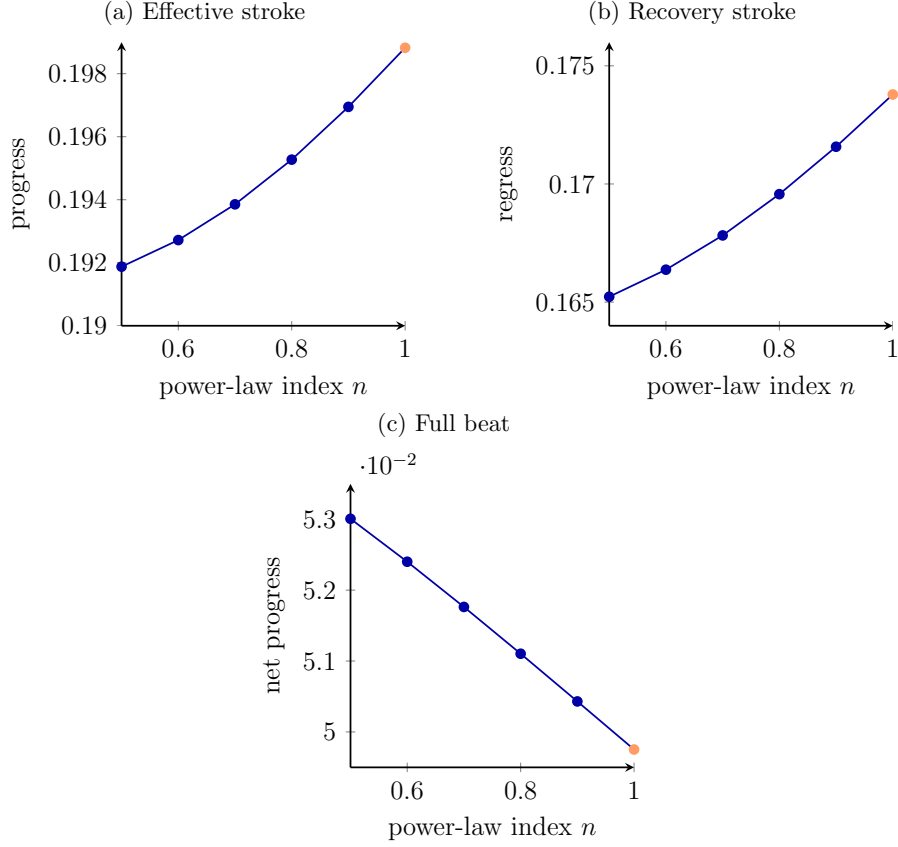 (a) Effective stroke
0.198
0.196
0.194
0.192
0.19
progress
0.6 0.8 1
power-law index n
(b) Recovery stroke
0.175
0.17
0.165
regress
0.6 0.8 1
power-law index n
(c) Full beat
·10⁻²
5.3
5.2
5.1
5
net progress
0.6 0.8 1
power-law index n